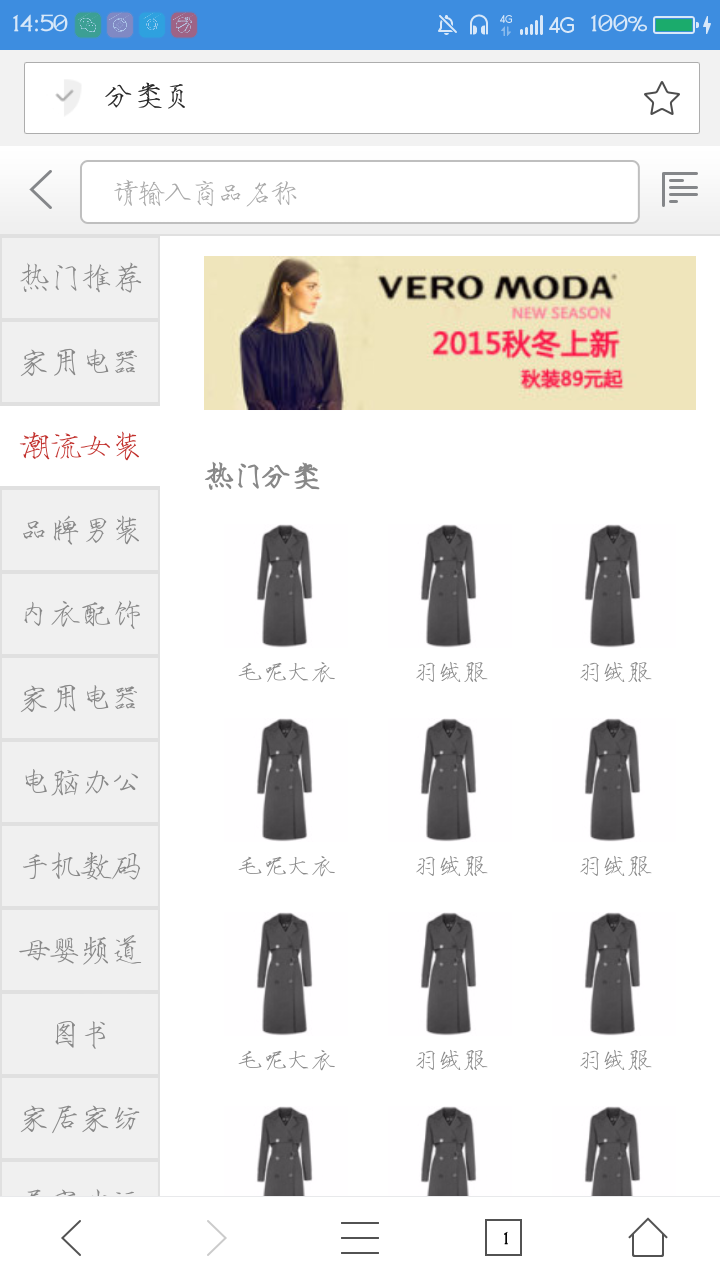 14:50 4G 4G 100%
分类页
请输入商品名称
热门推荐
家用电器
潮流女装
品牌男装
内衣配饰
家用电器
电脑办公
手机数码
母婴频道
图书
家居家纺
VERO MODA
NEW SEASON
2015秋冬上新
秋装89元起
热门分类
毛呢大衣 羽绒服 羽绒服
毛呢大衣 羽绒服 羽绒服
毛呢大衣 羽绒服 羽绒服
1